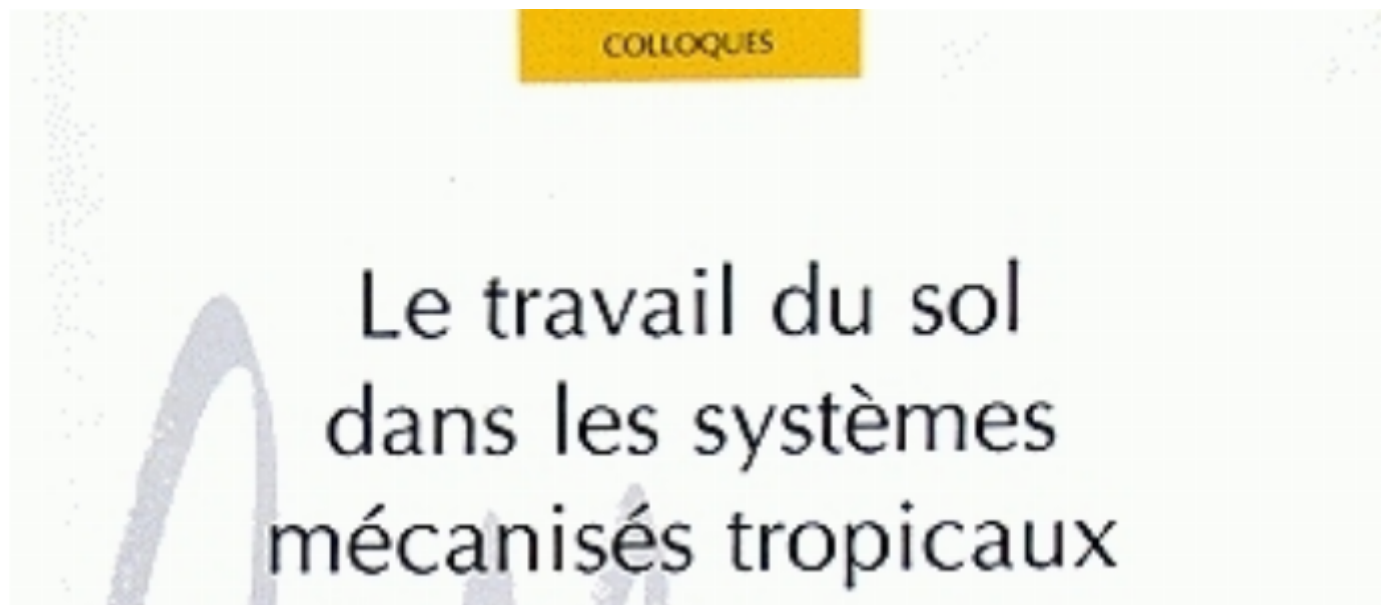 COLLOQUES
Le travail du sol
dans les systèmes
mécanisés tropicaux